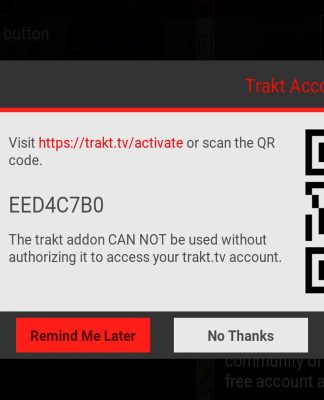 button
Trakt Acco
Visit https://trakt.tv/activate or scan the QR
code.
EED4C7B0
The trakt addon CAN NOT be used without
authorizing it to access your trakt.tv account.
Remind Me Later
No Thanks
community of
free account a